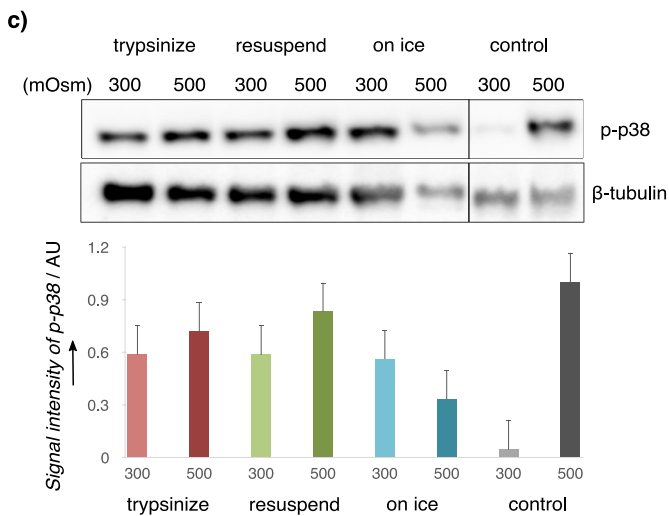 c)
trypsinize resuspend on ice control
(mOsm) 300 500 300 500 300 500 300 500
p-p38
β-tubulin
Signal intensity of p-p38 / AU
1.2
0.9
0.6
0.3
0
300 500 300 500 300 500 300 500
trypsinize resuspend on ice control